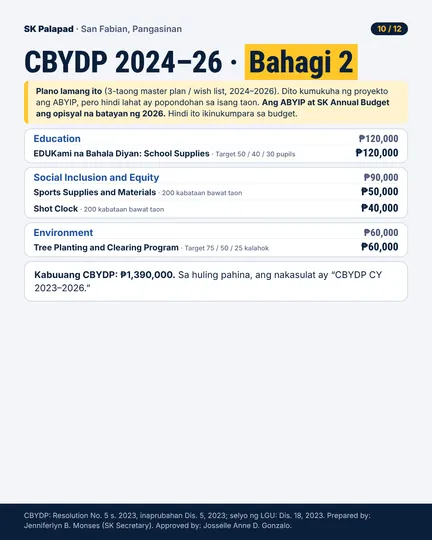 SK Palapad · San Fabian, Pangasinan
10 / 12
CBYDP 2024–26 · Bahagi 2
Plano lamang ito (3-taong master plan / wish list, 2024–2026). Dito kumukuha ng proyekto
ang ABYIP, pero hindi lahat ay popondohan sa isang taon. Ang ABYIP at SK Annual Budget
ang opisyal na batayan ng 2026. Hindi ito ikinukumpara sa budget.
Education ₱120,000
EDUKami na Bahala Diyan: School Supplies · Target 50 / 40 / 30 pupils ₱120,000
Social Inclusion and Equity ₱90,000
Sports Supplies and Materials · 200 kabataan bawat taon ₱50,000
Shot Clock · 200 kabataan bawat taon ₱40,000
Environment ₱60,000
Tree Planting and Clearing Program · Target 75 / 50 / 25 kalahok ₱60,000
Kabuuang CBYDP: ₱1,390,000. Sa huling pahina, ang nakasulat ay “CBYDP CY
2023–2026.”
CBYDP: Resolution No. 5 s. 2023, inaprubahan Dis. 5, 2023; selyo ng LGU: Dis. 18, 2023. Prepared by:
Jenniferlyn B. Monses (SK Secretary). Approved by: Josselle Anne D. Gonzalo.